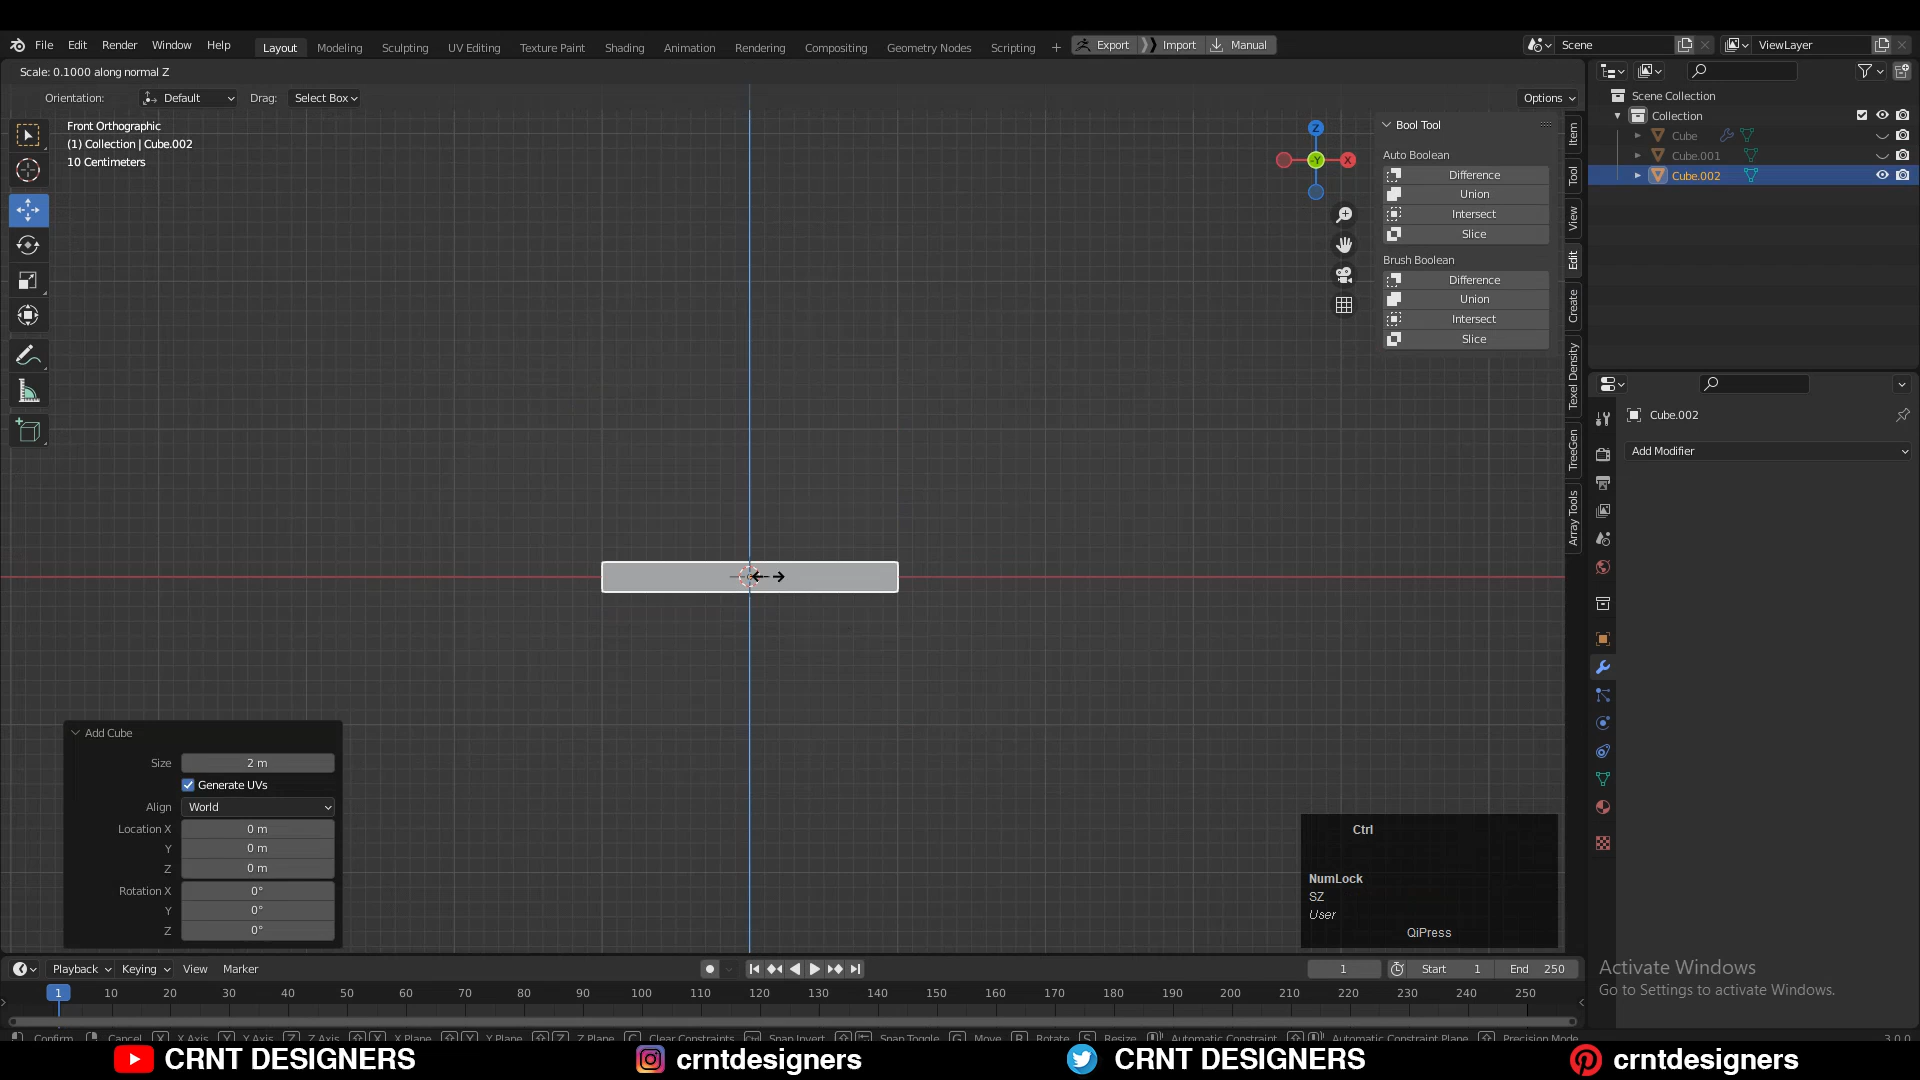 File Edit Render Window Help Layout Modeling Sculpting UV Editing Texture Paint Shading Animation Rendering Compositing Geometry Nodes Scripting + Export Import Manual Scene ViewLayer
Scale: 0.1000 along normal Z
Orientation: Default Drag: Select Box Options
Front Orthographic
(1) Collection | Cube.002
10 Centimeters
Z
-Y
X
Bool Tool
Auto Boolean
Difference
Union
Intersect
Slice
Brush Boolean
Difference
Union
Intersect
Slice
Item
Tool
View
Edit
Create
Texel Density
TreeGen
Array Tools
Scene Collection
Collection
Cube
Cube.001
Cube.002
Cube.002
Add Modifier
Add Cube
Size 2 m
Generate UVs
Align World
Location X 0 m
Y 0 m
Z 0 m
Rotation X 0°
Y 0°
Z 0°
Ctrl
NumLock
SZ
User
QiPress
Playback Keying View Marker 1 Start 1 End 250
1 10 20 30 40 50 60 70 80 90 100 110 120 130 140 150 160 170 180 190 200 210 220 230 240 250
Activate Windows
Go to Settings to activate Windows.
Confirm Cancel X X Axis Y Y Axis Z Z Axis X X Plane Y Y Plane Z Z Plane C Clear Constraints Snap Invert Snap Toggle G Move R Rotate S Resize Automatic Constraint Automatic Constraint Plane Precision Mode 3.0.0
CRNT DESIGNERS crntdesigners CRNT DESIGNERS crntdesigners